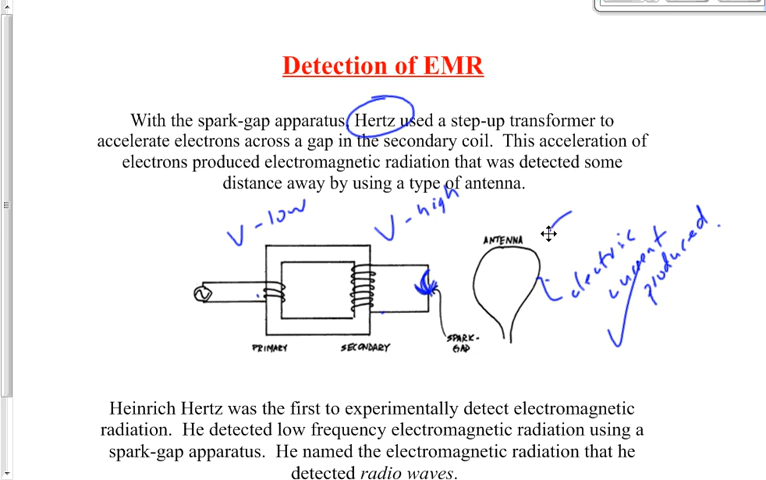 Detection of EMR
With the spark-gap apparatus, Hertz used a step-up transformer to
accelerate electrons across a gap in the secondary coil. This acceleration of
electrons produced electromagnetic radiation that was detected some
distance away by using a type of antenna.
V-low
V-high
ANTENNA
electric
current
produced.
PRIMARY
SECONDARY
SPARK-
GAP
Heinrich Hertz was the first to experimentally detect electromagnetic
radiation. He detected low frequency electromagnetic radiation using a
spark-gap apparatus. He named the electromagnetic radiation that he
detected radio waves.